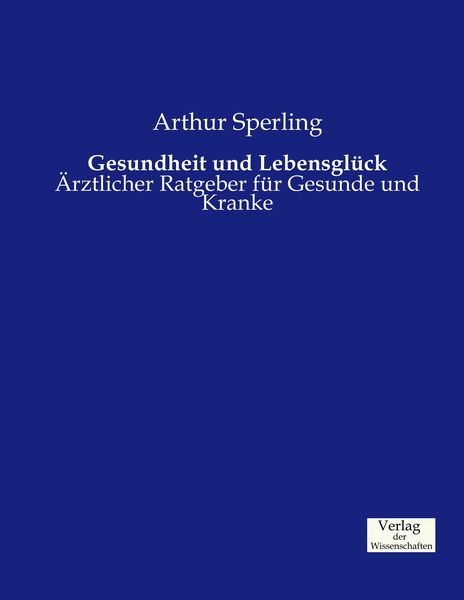 Arthur Sperling
Gesundheit und Lebensglück
Ärztlicher Ratgeber für Gesunde und
Kranke
Verlag
der
Wissenschaften